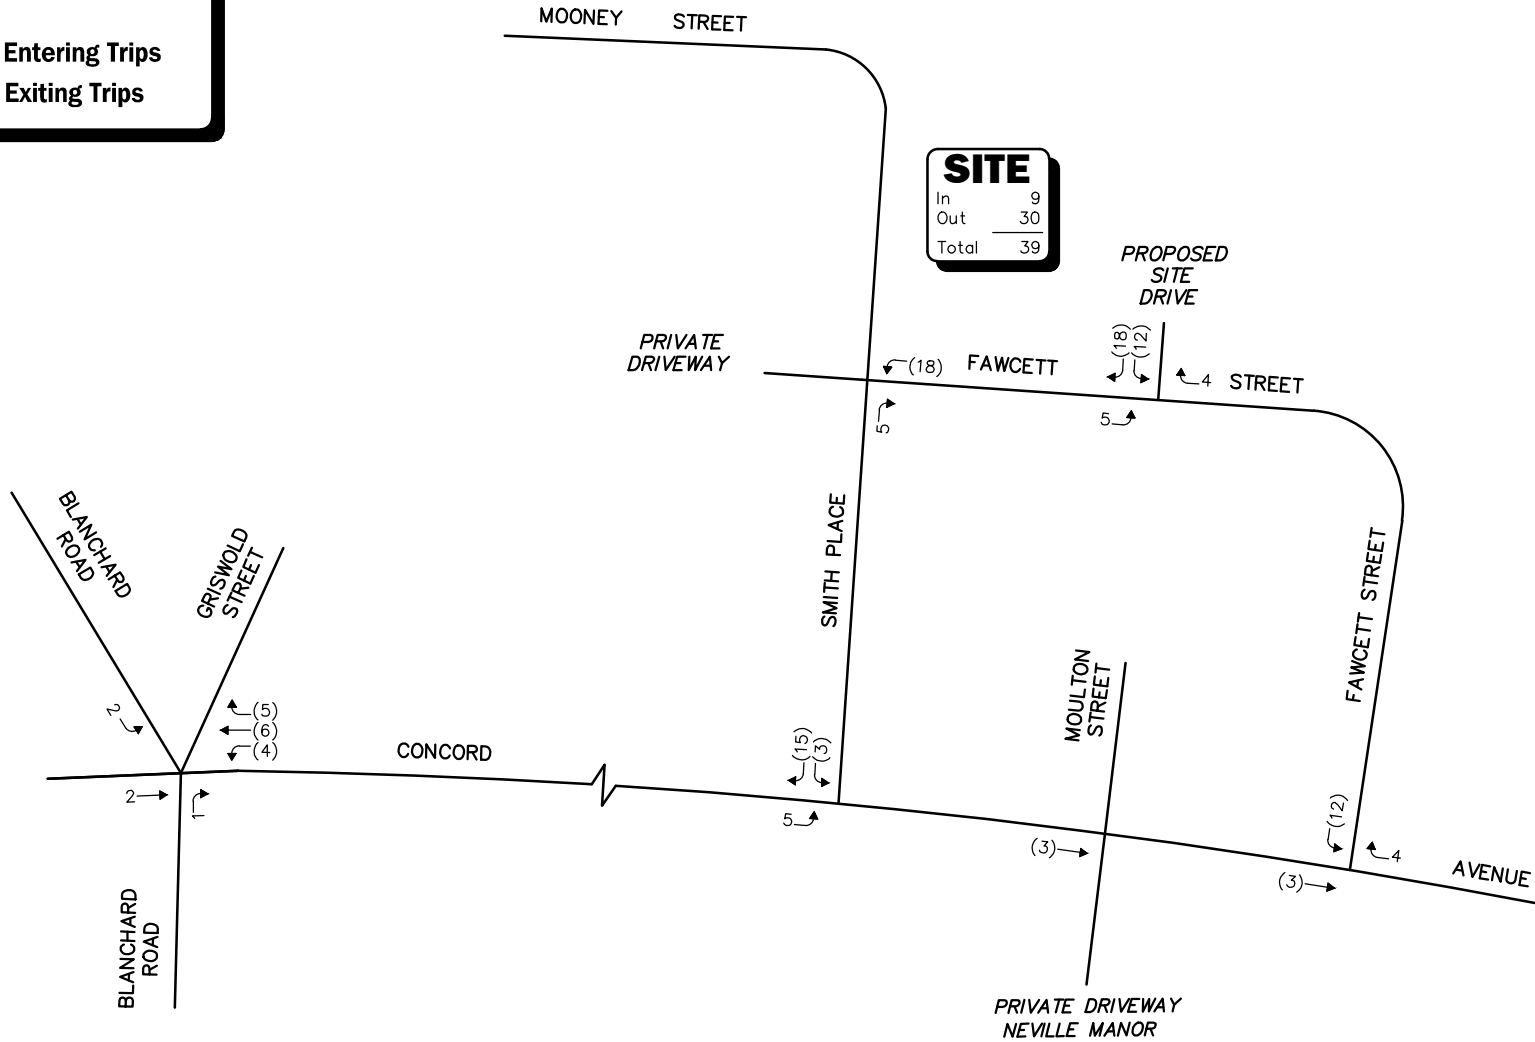 MOONEY STREET
Entering Trips
Exiting Trips
SITE
In 9
Out 30
Total 39
PROPOSED
SITE
DRIVE
PRIVATE
DRIVEWAY
(18)
FAWCETT
(18)
(12)
4
STREET
5
5
BLANCHARD
ROAD
GRISWOLD
STREET
SMITH PLACE
FAWCETT STREET
MOULTON
STREET
2
(5)
(6)
(4)
CONCORD
(15)
(3)
2
1
5
(3)
(12)
4
(3)
AVENUE
BLANCHARD
ROAD
PRIVATE DRIVEWAY
NEVILLE MANOR